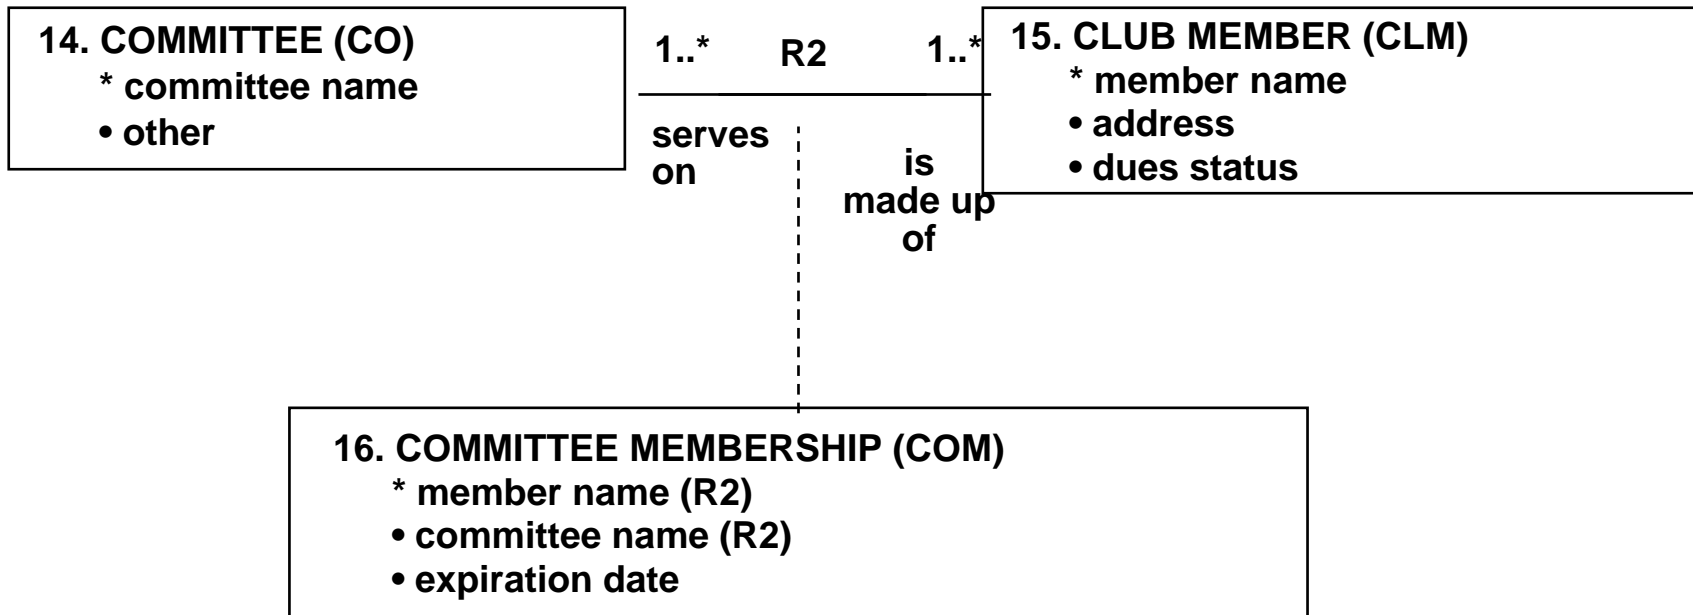 14. COMMITTEE (CO)
* committee name
• other
1..* R2 1..*
serves
on
is
made up
of
15. CLUB MEMBER (CLM)
* member name
• address
• dues status
16. COMMITTEE MEMBERSHIP (COM)
* member name (R2)
• committee name (R2)
• expiration date